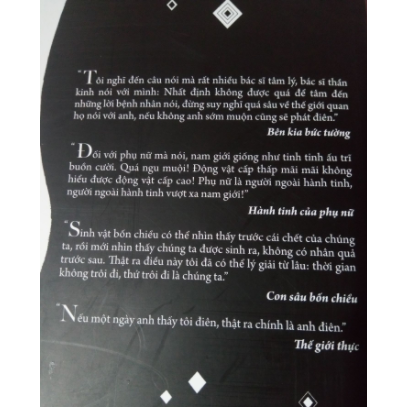 "Tôi nghĩ đến câu nói mà rất nhiều bác sĩ tâm lý, bác sĩ thần
kinh nói với mình: Nhất định không được quá để tâm đến
những lời bệnh nhân nói, đừng suy nghĩ quá sâu về thế giới quan
họ nói với anh, nếu không anh sớm muộn cũng sẽ phát điên."
Bên kia bức tường
"Đối với phụ nữ mà nói, nam giới giống như tinh tinh ấu trĩ
buồn cười. Quá ngu muội! Động vật cấp thấp mãi mãi không
hiểu được động vật cấp cao! Phụ nữ là người ngoài hành tinh,
người ngoài hành tinh vượt xa nam giới!"
Hành tinh của phụ nữ
"Sinh vật bốn chiều có thể nhìn thấy trước cái chết của chúng
ta, rồi mới nhìn thấy chúng ta được sinh ra, không có nhân quả
trước sau. Thật ra điều này tôi đã có thể lý giải từ lâu: thời gian
không trôi đi, thứ trôi đi là chúng ta."
Con sâu bốn chiều
"Nếu một ngày anh thấy tôi điên, thật ra chính là anh điên."
Thế giới thực